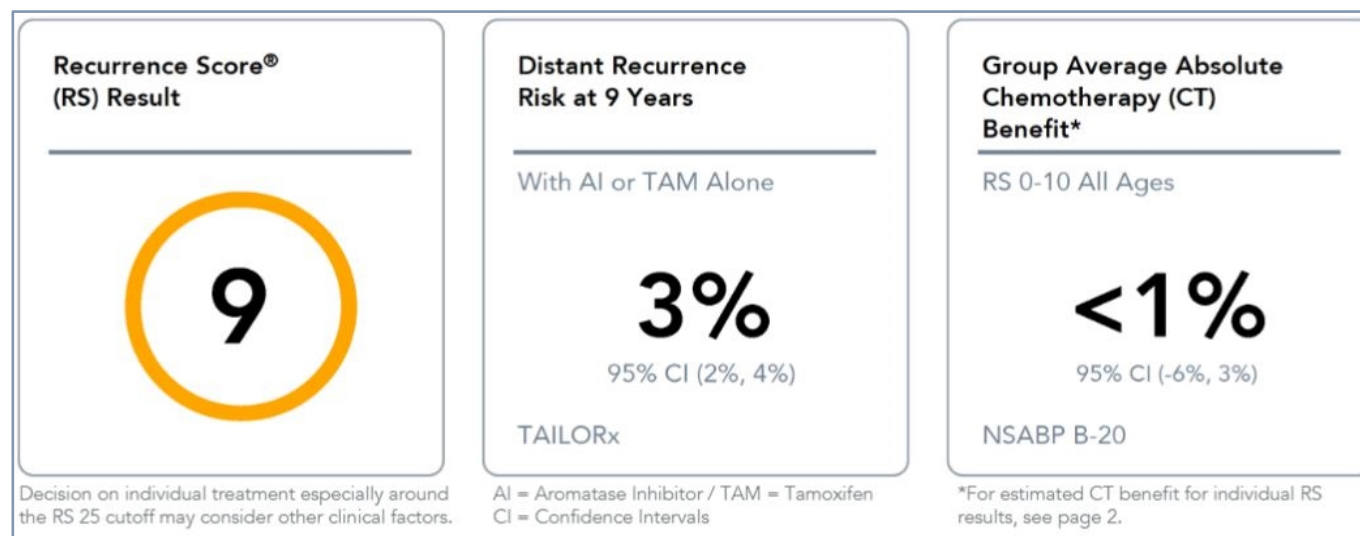 Recurrence Score®
(RS) Result
9
Decision on individual treatment especially around
the RS 25 cutoff may consider other clinical factors.
Distant Recurrence
Risk at 9 Years
With AI or TAM Alone
3%
95% CI (2%, 4%)
TAILORx
AI = Aromatase Inhibitor / TAM = Tamoxifen
CI = Confidence Intervals
Group Average Absolute
Chemotherapy (CT)
Benefit*
RS 0-10 All Ages
<1%
95% CI (-6%, 3%)
NSABP B-20
*For estimated CT benefit for individual RS
results, see page 2.